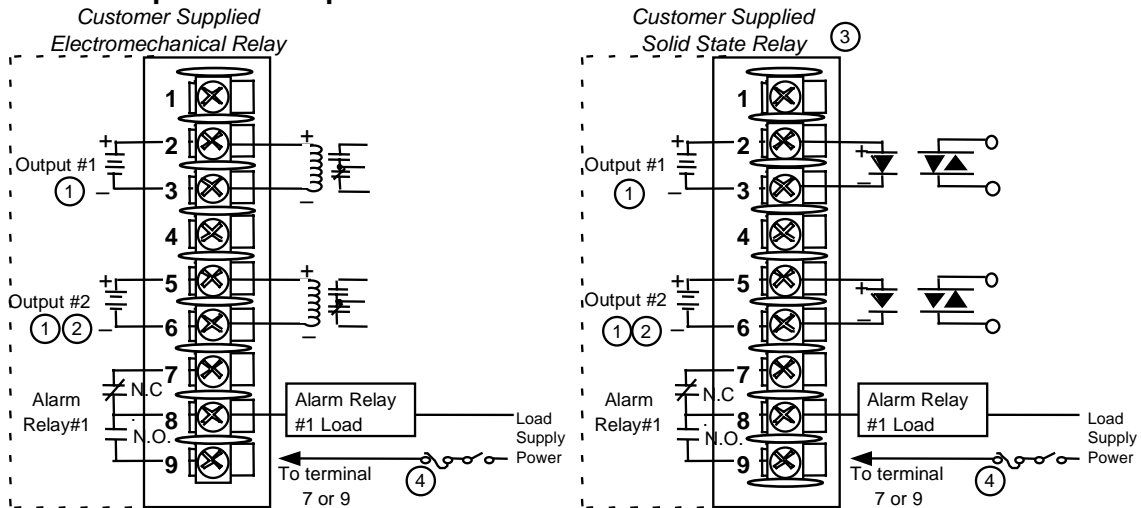 Customer Supplied
Electromechanical Relay
1
2
3
4
5
6
7
8
9
+
Output #1
1
–
+
–
+
Output #2
1 2
–
+
–
N.C
Alarm
Relay#1
N.O.
Alarm Relay
#1 Load
Load
Supply
Power
4
To terminal
7 or 9
Customer Supplied
Solid State Relay
3
1
2
3
4
5
6
7
8
9
+
Output #1
1
–
+
–
+
Output #2
1 2
–
+
–
N.C
Alarm
Relay#1
N.O.
Alarm Relay
#1 Load
Load
Supply
Power
4
To terminal
7 or 9